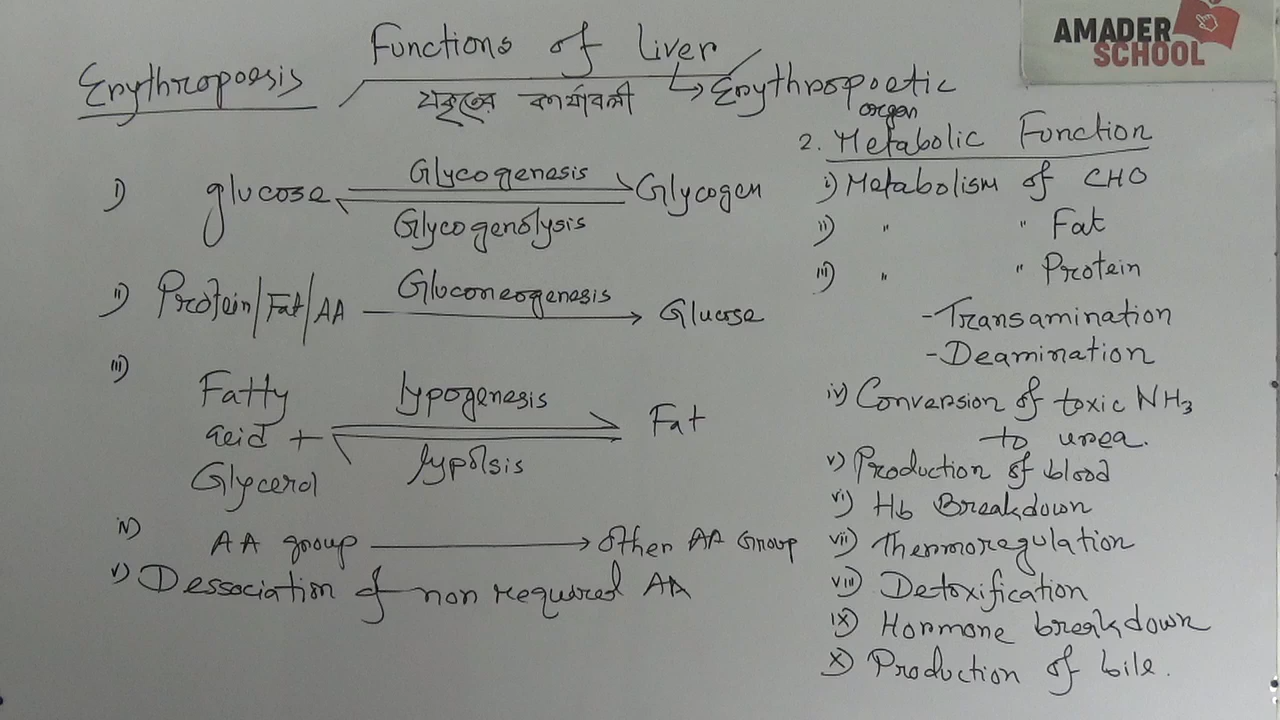 AMADER
SCHOOL
Functions of liver
Erythropoesis
যকৃতের কার্যাবলী
Erythropoetic
organ
i) glucose Glycogenesis Glycogen
Glycogenolysis
ii) Protein/Fat/AA Gluconeogenesis Glucose
iii)
Fatty lypogenesis Fat
acid +
Glycerol lypolsis
iv) AA group other AA Group
v) Dessociation of non required AA
2. Metabolic Function
i) Metabolism of CHO
ii) " " Fat
iii) " " Protein
- Transamination
- Deamination
iv) Conversion of toxic NH3
to urea.
v) Production of blood
vi) Hb Breakdown
vii) Thermoregulation
viii) Detoxification
ix) Hormone breakdown
x) Production of bile.